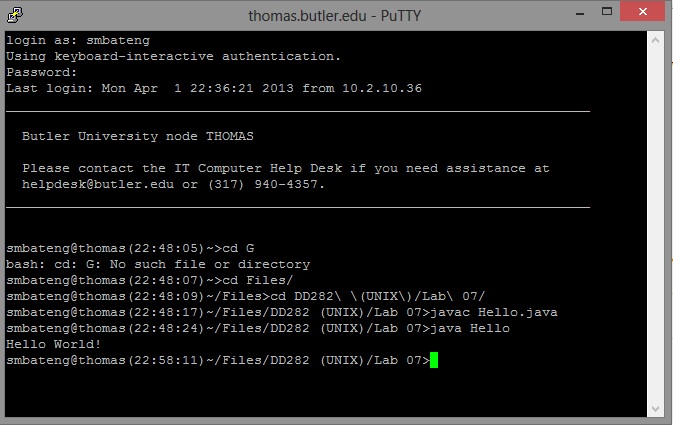 thomas.butler.edu - PuTTY
login as: smbateng
Using keyboard-interactive authentication.
Password:
Last login: Mon Apr  1 22:36:21 2013 from 10.2.10.36
Butler University node THOMAS
Please contact the IT Computer Help Desk if you need assistance at
helpdesk@butler.edu or (317) 940-4357.
smbateng@thomas(22:48:05)~>cd G
bash: cd: G: No such file or directory
smbateng@thomas(22:48:07)~>cd Files/
smbateng@thomas(22:48:09)~/Files>cd DD282\ \(UNIX\)/Lab\ 07/
smbateng@thomas(22:48:17)~/Files/DD282 (UNIX)/Lab 07>javac Hello.java
smbateng@thomas(22:48:24)~/Files/DD282 (UNIX)/Lab 07>java Hello
Hello World!
smbateng@thomas(22:58:11)~/Files/DD282 (UNIX)/Lab 07>